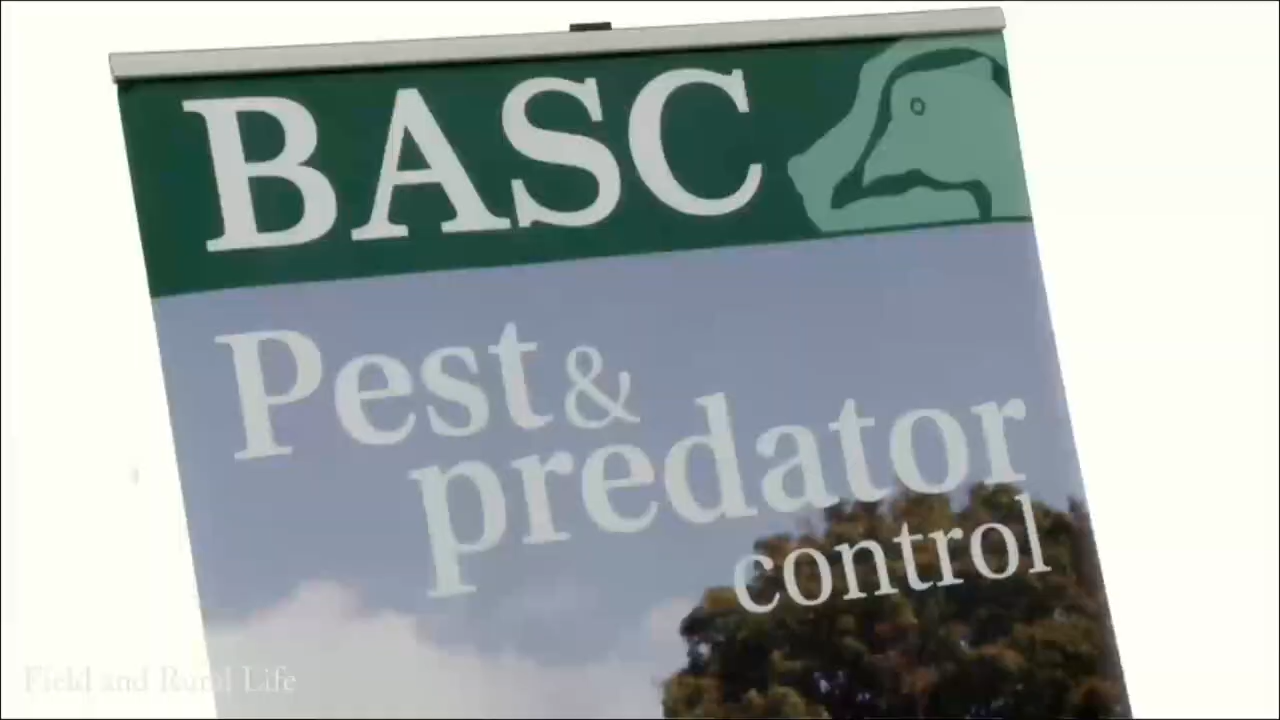 BASC
Pest &
predator
control
Field and Rural Life